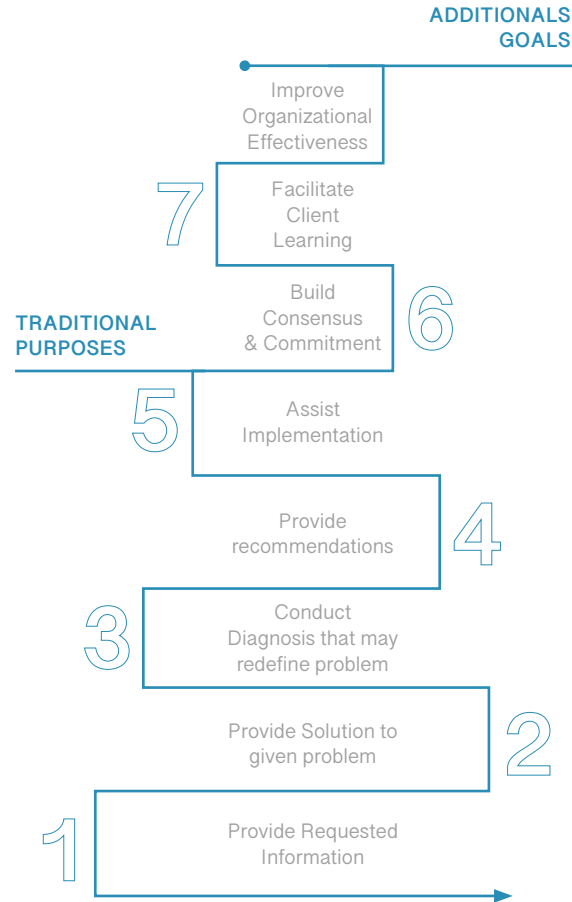 ADDITIONALS
GOALS
Improve
Organizational
Effectiveness
7
Facilitate
Client
Learning
Build
Consensus
& Commitment
6
TRADITIONAL
PURPOSES
5
Assist
Implementation
Provide
recommendations
4
3
Conduct
Diagnosis that may
redefine problem
Provide Solution to
given problem
2
1
Provide Requested
Information